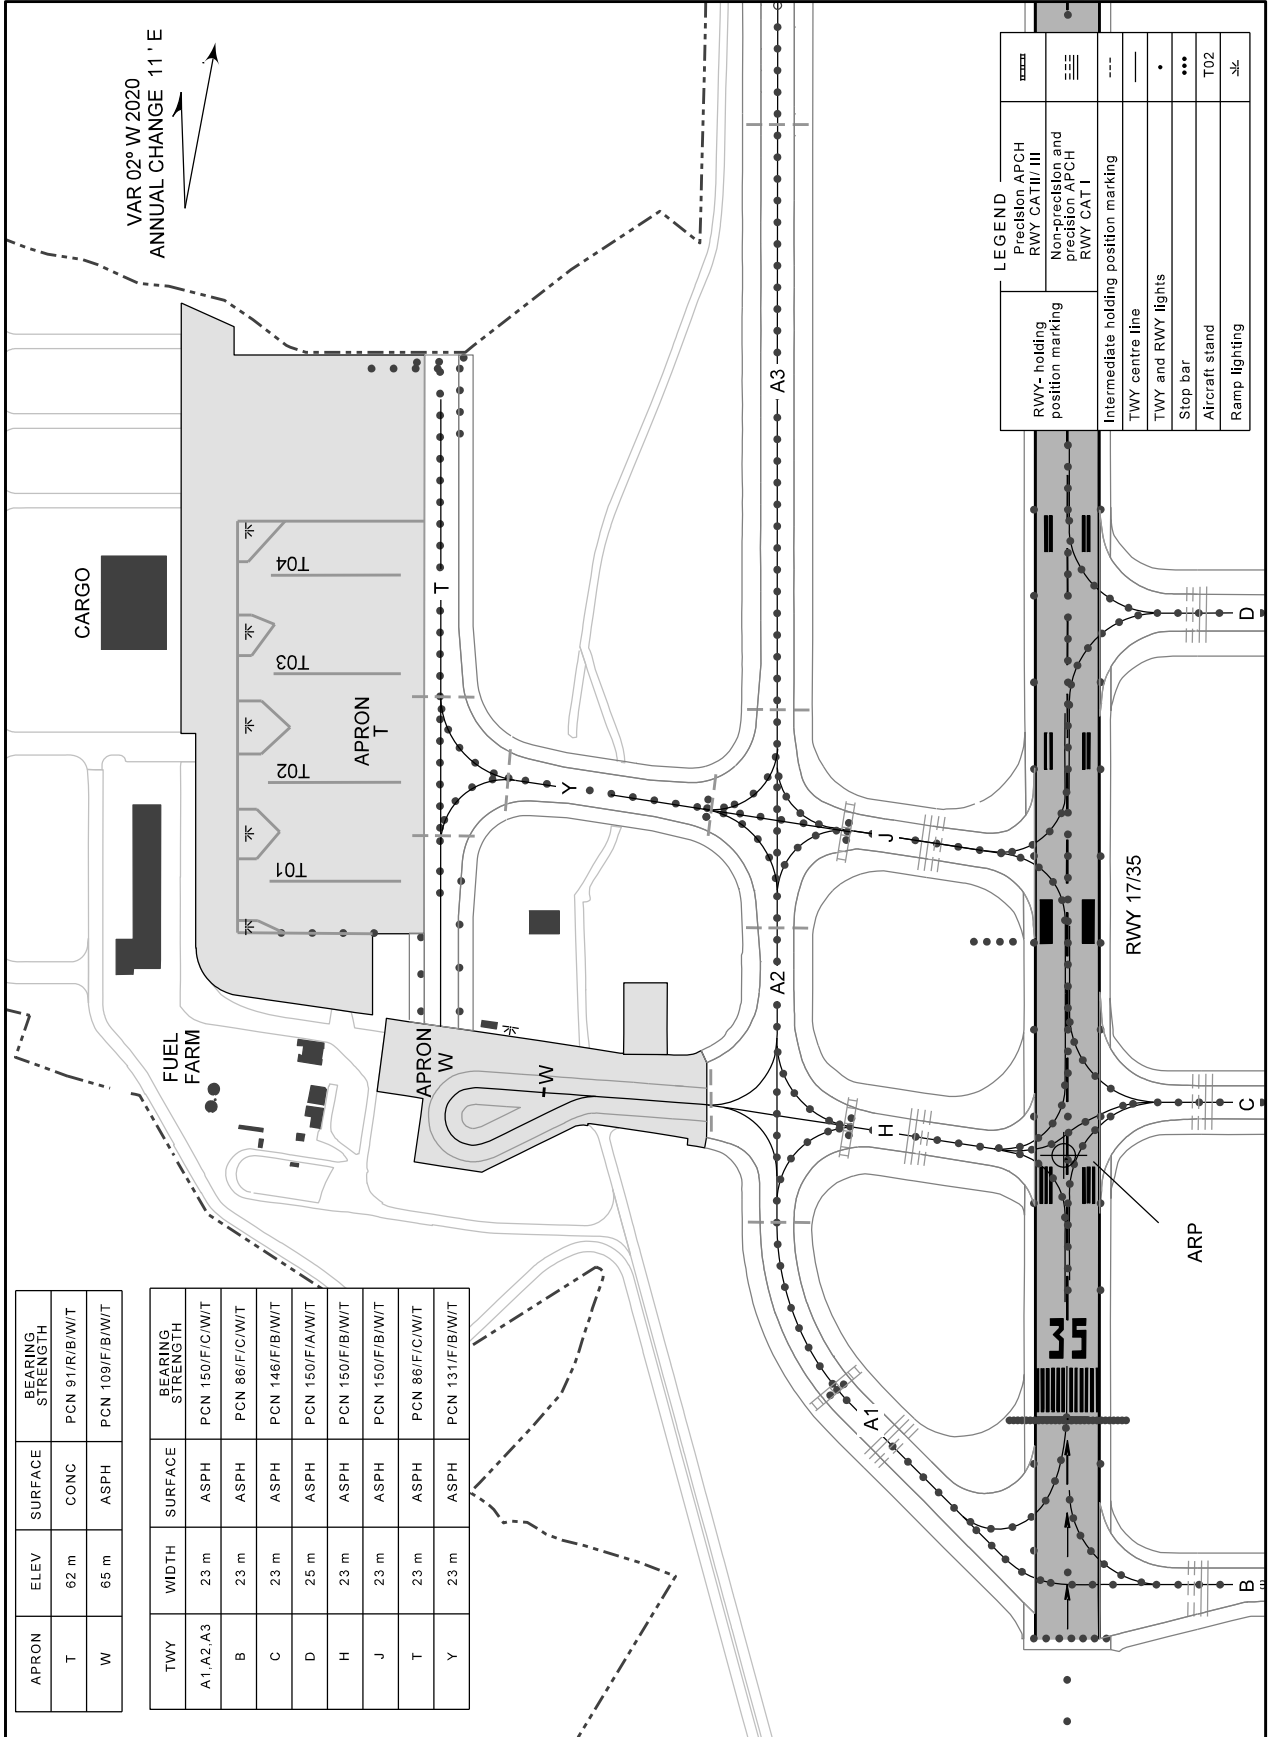 VAR 02º W 2020
ANNUAL CHANGE 11 ' E
LEGEND
RWY- holding
position marking
Precision APCH
RWY CATII/ III
Non-precision and
precision APCH
RWY CAT I
Intermediate holding position marking
TWY centre line
TWY and RWY lights
Stop bar
Aircraft stand
T02
Ramp lighting
CARGO
T04
T03
T02
T01
APRON
T
T
Y
A3
A2
J
H
D
C
B
A1
FUEL
FARM
APRON
W
W
RWY 17/35
ARP
35
APRON ELEV SURFACE BEARING
STRENGTH
T 62 m CONC PCN 91/R/B/W/T
W 65 m ASPH PCN 109/F/B/W/T
TWY WIDTH SURFACE BEARING
STRENGTH
A1,A2,A3 23 m ASPH PCN 150/F/C/W/T
B 23 m ASPH PCN 86/F/C/W/T
C 23 m ASPH PCN 146/F/B/W/T
D 25 m ASPH PCN 150/F/A/W/T
H 23 m ASPH PCN 150/F/B/W/T
J 23 m ASPH PCN 150/F/B/W/T
T 23 m ASPH PCN 86/F/C/W/T
Y 23 m ASPH PCN 131/F/B/W/T